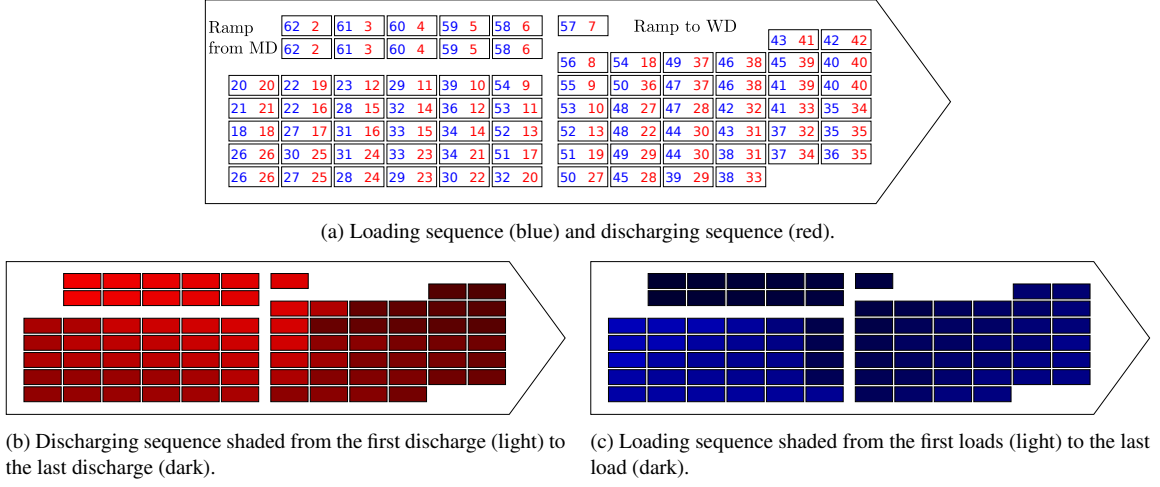 Ramp
from MD
62 2 61 3 60 4 59 5 58 6 57 7 Ramp to WD
62 2 61 3 60 4 59 5 58 6
43 41 42 42
56 8 54 18 49 37 46 38 45 39 40 40
20 20 22 19 23 12 29 11 39 10 54 9 55 9 50 36 47 37 46 38 41 39 40 40
21 21 22 16 28 15 32 14 36 12 53 11 53 10 48 27 47 28 42 32 41 33 35 34
18 18 27 17 31 16 33 15 34 14 52 13 52 13 48 22 44 30 43 31 37 32 35 35
26 26 30 25 31 24 33 23 34 21 51 17 51 19 49 29 44 30 38 31 37 34 36 35
26 26 27 25 28 24 29 23 30 22 32 20 50 27 45 28 39 29 38 33
(a) Loading sequence (blue) and discharging sequence (red).
(b) Discharging sequence shaded from the first discharge (light) to
the last discharge (dark).
(c) Loading sequence shaded from the first loads (light) to the last
load (dark).